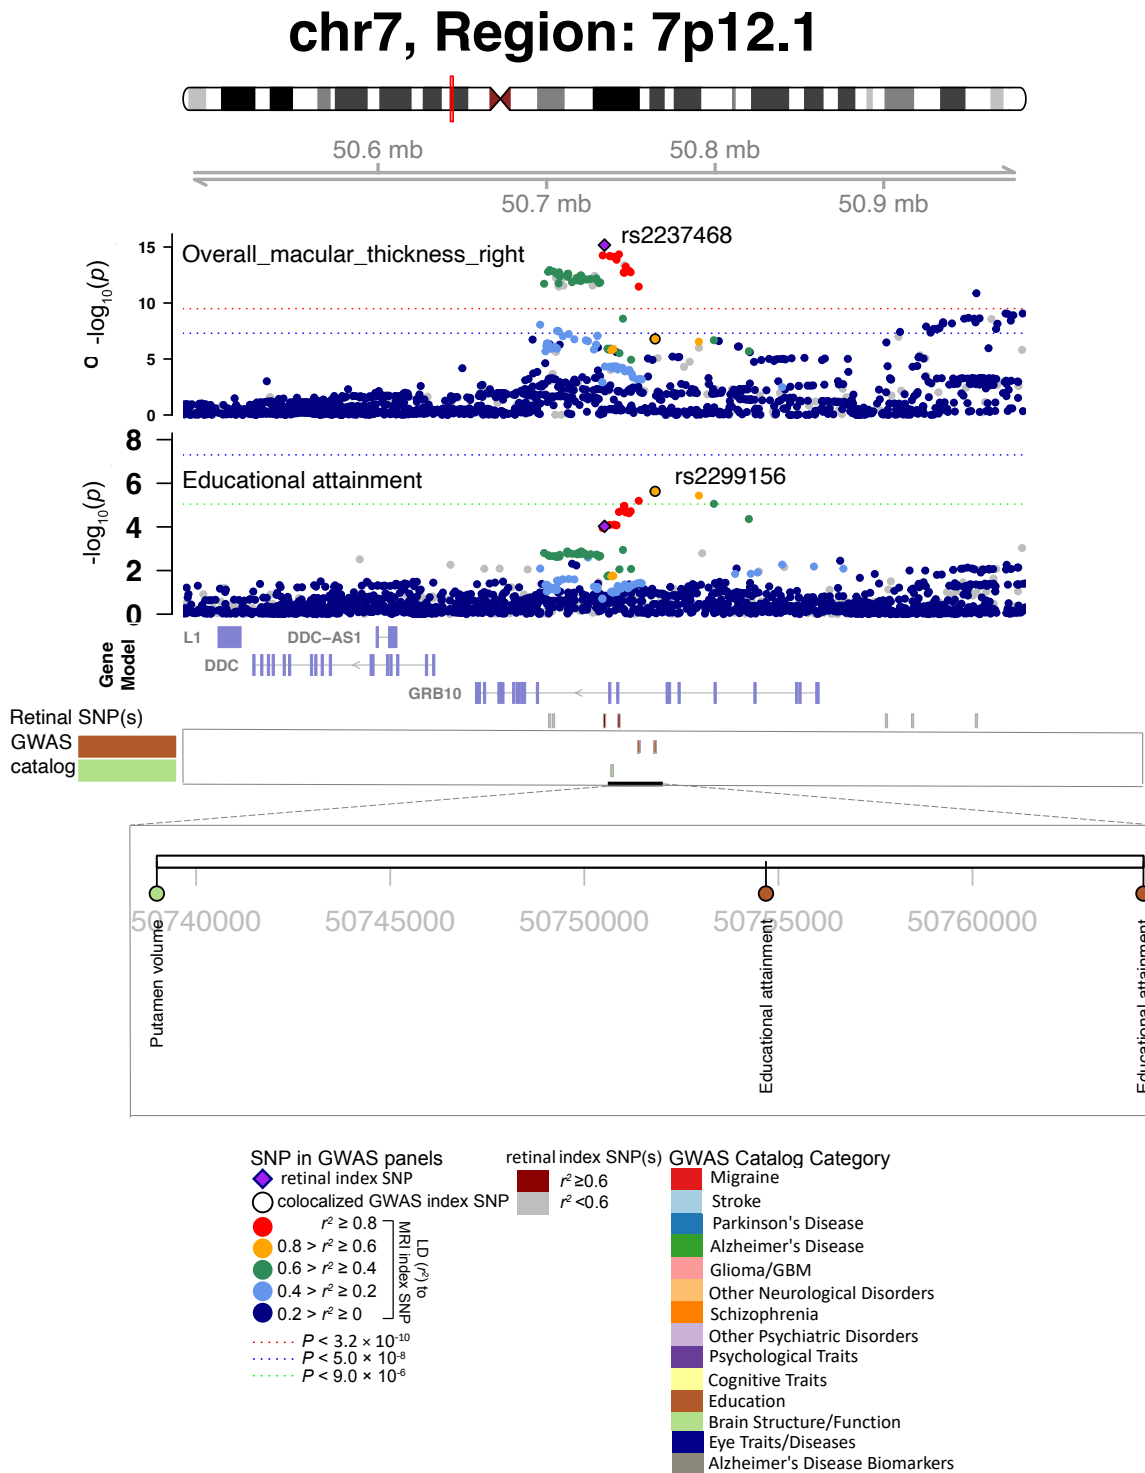 chr7, Region: 7p12.1
50.6 mb
50.8 mb
50.7 mb
50.9 mb
Overall_macular_thickness_right
rs2237468
-log10(p)
15
10
5
0
Educational attainment
rs2299156
-log10(p)
8
6
4
2
0
Gene
Model
L1
DDC-AS1
DDC
GRB10
Retinal SNP(s)
GWAS
catalog
50740000
50745000
50750000
50755000
50760000
Putamen volume
Educational attainment
Educational attainment
SNP in GWAS panels
retinal index SNP
colocalized GWAS index SNP
r² ≥ 0.8
0.8 > r² ≥ 0.6
0.6 > r² ≥ 0.4
0.4 > r² ≥ 0.2
0.2 > r² ≥ 0
LD (r²) to
MRI index SNP
P < 3.2 × 10⁻¹⁰
P < 5.0 × 10⁻⁸
P < 9.0 × 10⁻⁶
retinal index SNP(s)
r² ≥0.6
r² <0.6
GWAS Catalog Category
Migraine
Stroke
Parkinson's Disease
Alzheimer's Disease
Glioma/GBM
Other Neurological Disorders
Schizophrenia
Other Psychiatric Disorders
Psychological Traits
Cognitive Traits
Education
Brain Structure/Function
Eye Traits/Diseases
Alzheimer's Disease Biomarkers